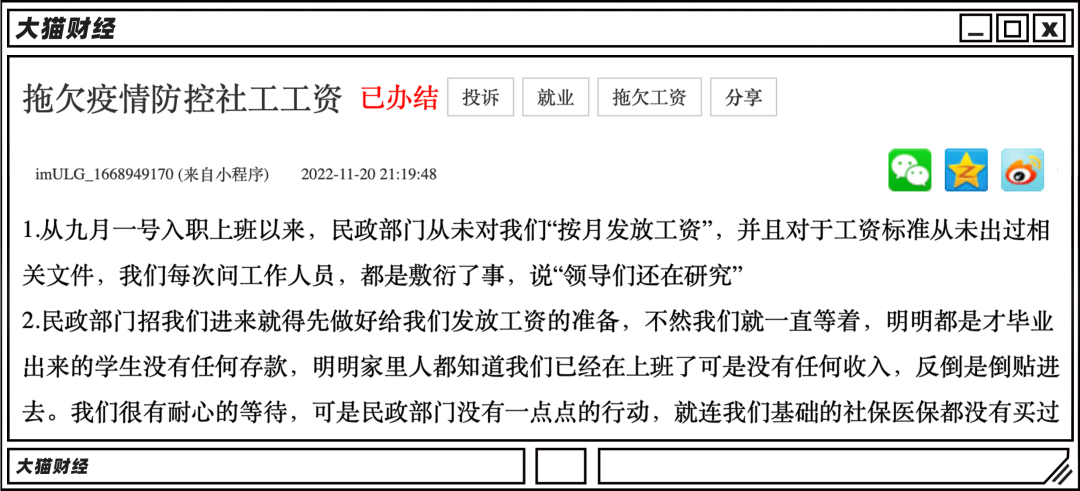 大猫财经
拖欠疫情防控社工工资 已办结 投诉 就业 拖欠工资 分享
imULG_1668949170 (来自小程序) 2022-11-20 21:19:48
1.从九月一号入职上班以来，民政部门从未对我们“按月发放工资”，并且对于工资标准从未出过相
关文件，我们每次问工作人员，都是敷衍了事，说“领导们还在研究”
2.民政部门招我们进来就得先做好给我们发放工资的准备，不然我们就一直等着，明明都是才毕业
出来的学生没有任何存款，明明家里人都知道我们已经在上班了可是没有任何收入，反倒是倒贴进
去。我们很有耐心的等待，可是民政部门没有一点点的行动，就连我们基础的社保医保都没有买过
大猫财经